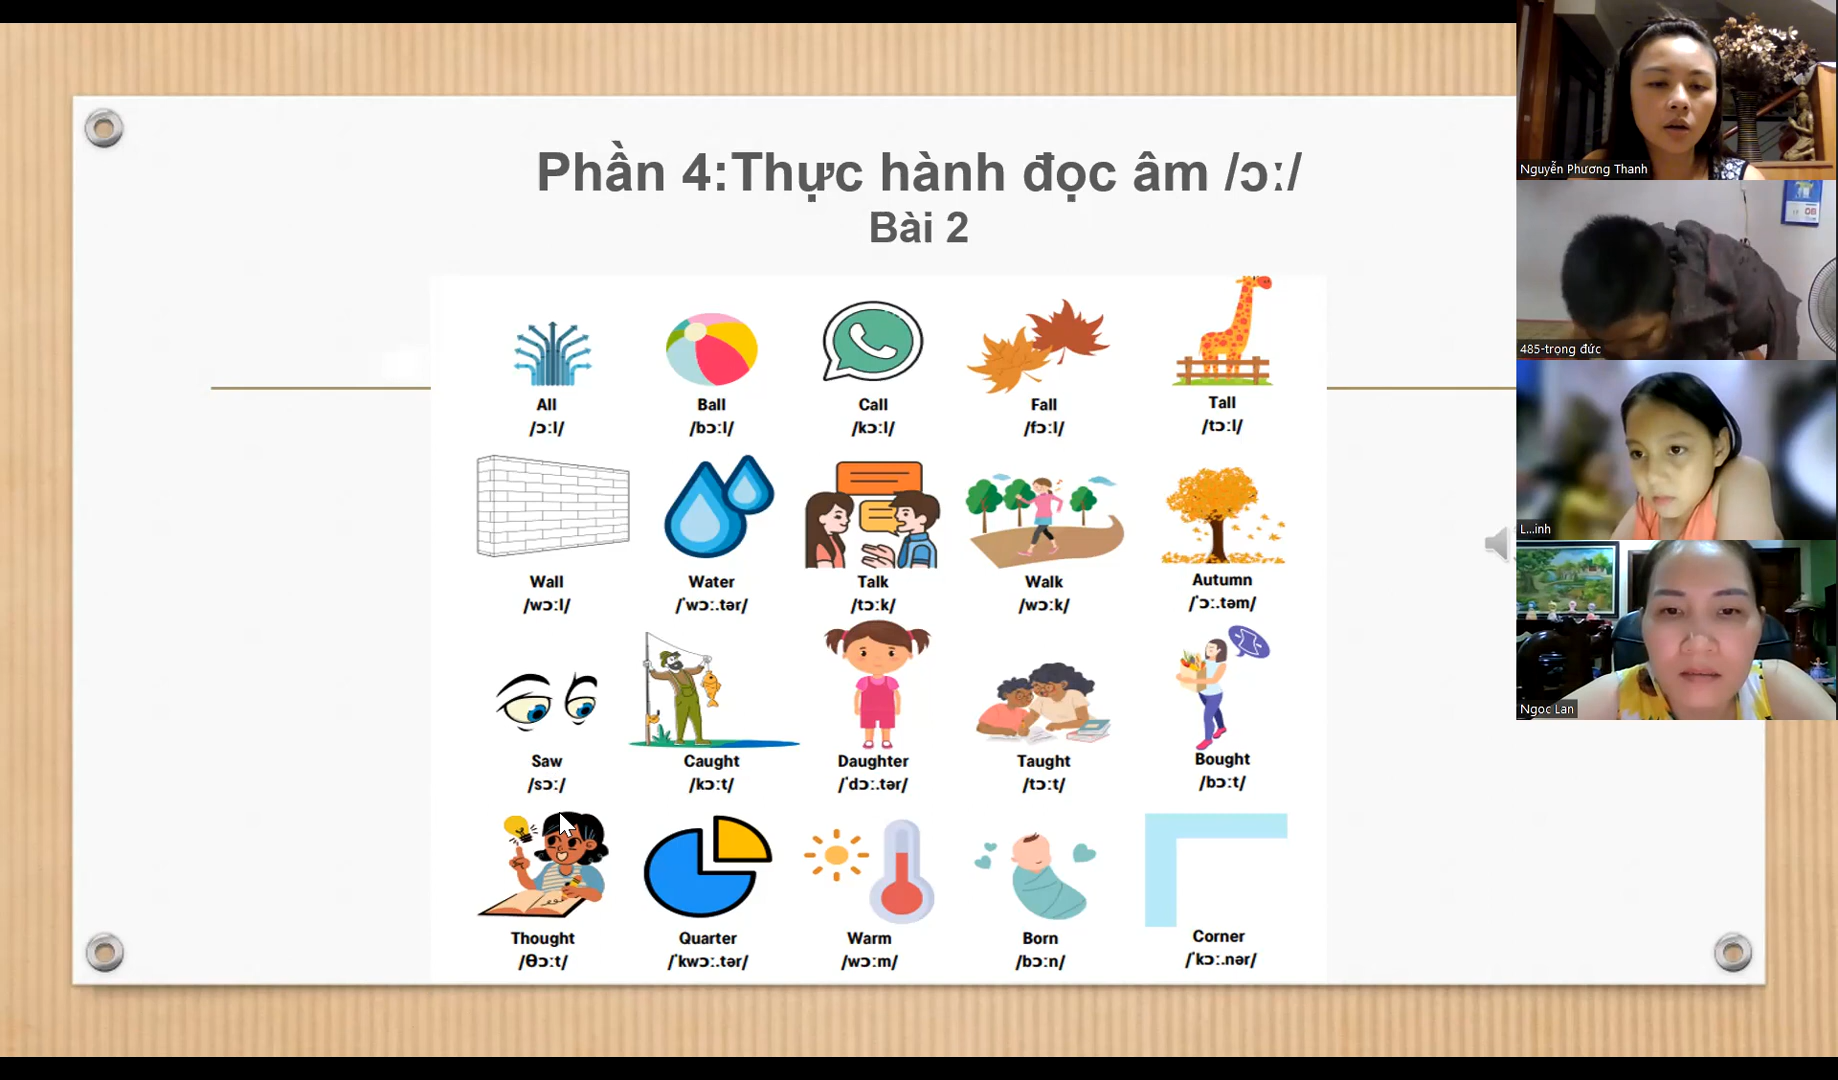 Phần 4:Thực hành đọc âm /ɔː/
Bài 2
All Ball Call Fall Tall
/ɔːl/ /bɔːl/ /kɔːl/ /fɔːl/ /tɔːl/
Wall Water Talk Walk Autumn
/wɔːl/ /ˈwɔː.tər/ /tɔːk/ /wɔːk/ /ˈɔː.təm/
Saw Caught Daughter Taught Bought
/sɔː/ /kɔːt/ /ˈdɔː.tər/ /tɔːt/ /bɔːt/
Thought Quarter Warm Born Corner
/θɔːt/ /ˈkwɔː.tər/ /wɔːm/ /bɔːn/ /ˈkɔː.nər/
Nguyễn Phương Thanh
485-trọng đức
L...inh
Ngoc Lan